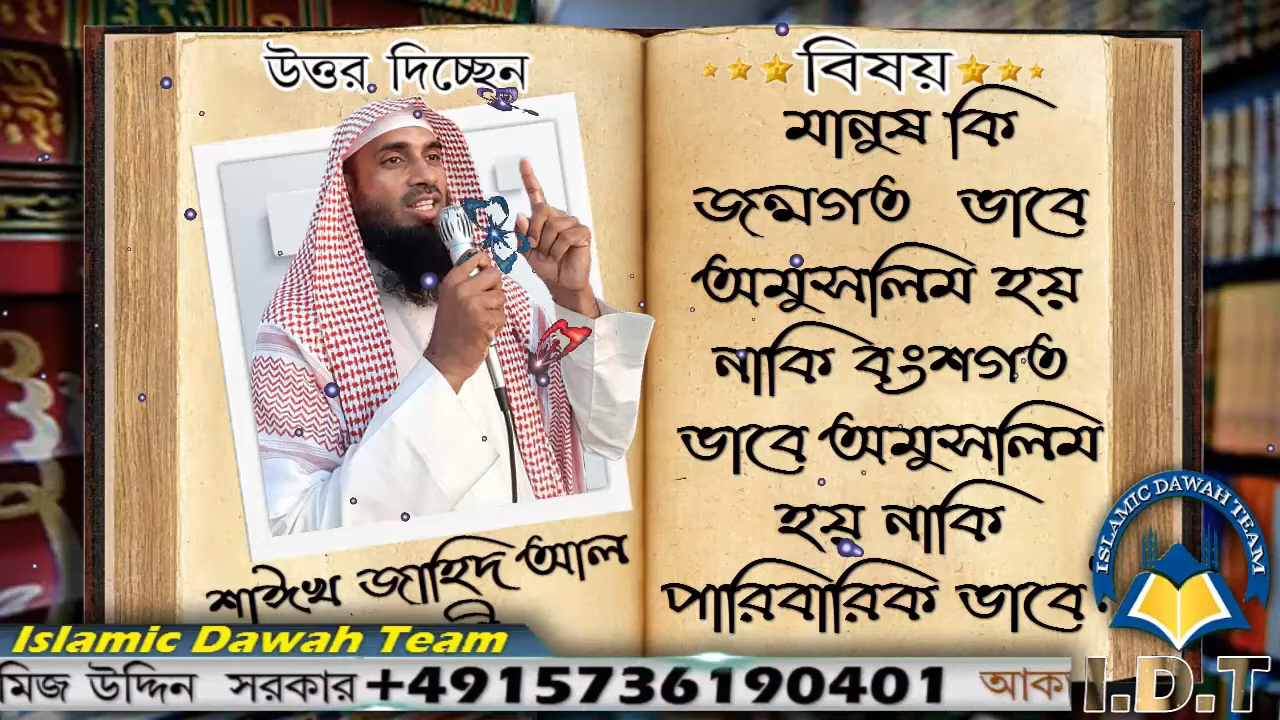 উত্তর দিচ্ছেন
শাঈখ জাহিদ আল
বিষয়
মানুষ কি
জন্মগত ভাবে
অমুসলিম হয়
নাকি বংশগত
ভাবে অমুসলিম
হয় নাকি
পারিবারিক ভাবে
ISLAMIC DAWAH TEAM
Islamic Dawah Team
মিজ উদ্দিন সরকার +4915736190401 আক
I.D.T